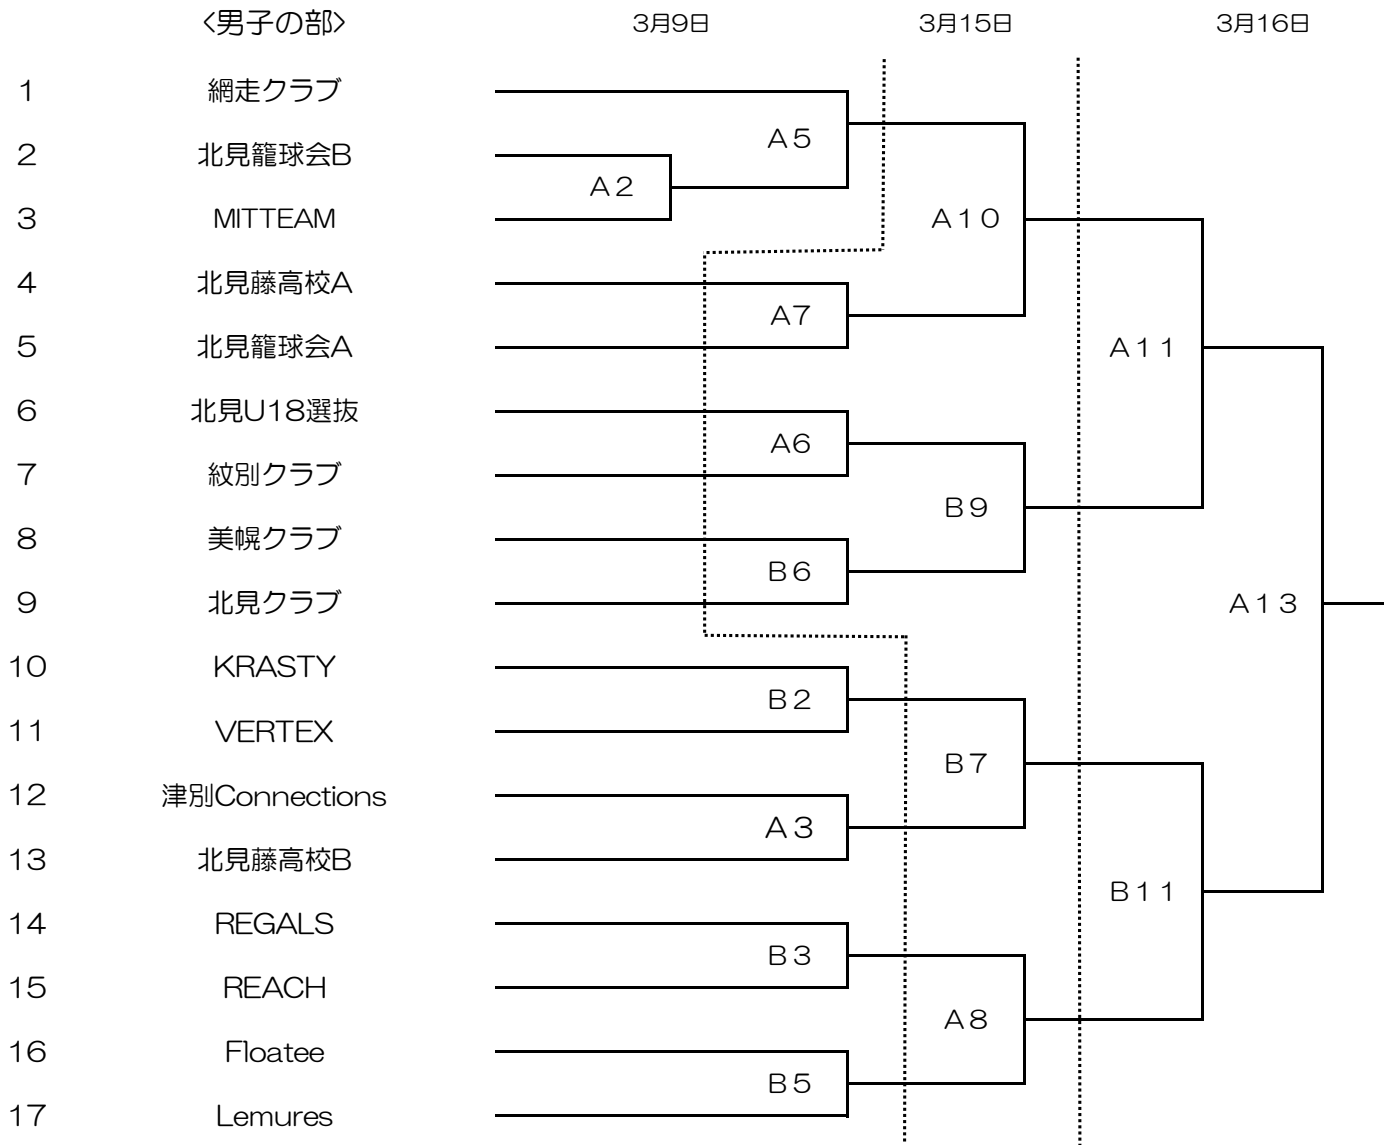 <男子の部> 3月9日 3月15日 3月16日
1 網走クラブ
A5
2 北見籠球会B
A2
3 MITTEAM
A10
4 北見藤高校A
A7
5 北見籠球会A
A11
6 北見U18選抜
A6
7 紋別クラブ
B9
8 美幌クラブ
B6
9 北見クラブ
A13
10 KRASTY
B2
11 VERTEX
B7
12 津別Connections
A3
13 北見藤高校B
B11
14 REGALS
B3
15 REACH
A8
16 Floatee
B5
17 Lemures